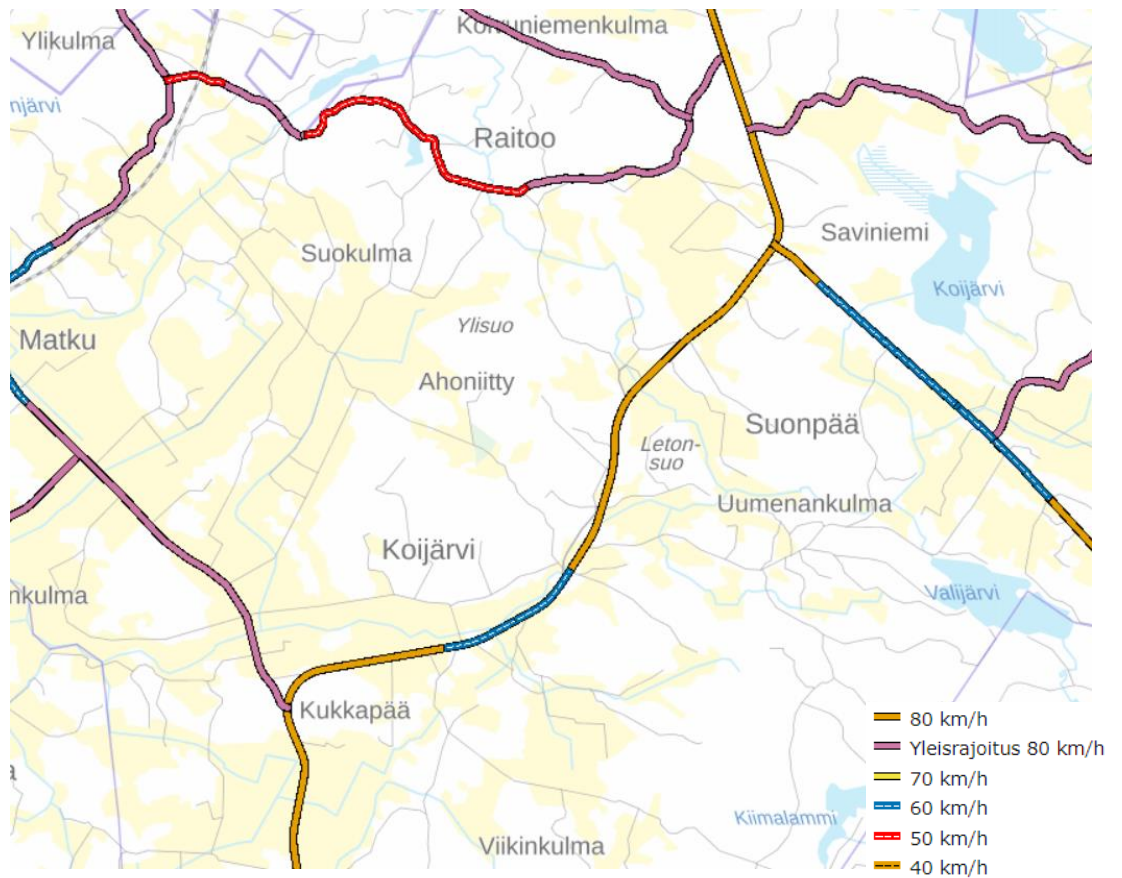 Ylikulma
Koivuniemenkulma
njärvi
Raitoo
Saviniemi
Suokulma
Koijärvi
Ylisuo
Matku
Ahoniitty
Suonpää
Leton-
suo
Uumenankulma
Koijärvi
nkulma
Valijärvi
Kukkapää
80 km/h
Yleisrajoitus 80 km/h
a
70 km/h
60 km/h
Kiimalammi
50 km/h
Viikinkulma
40 km/h